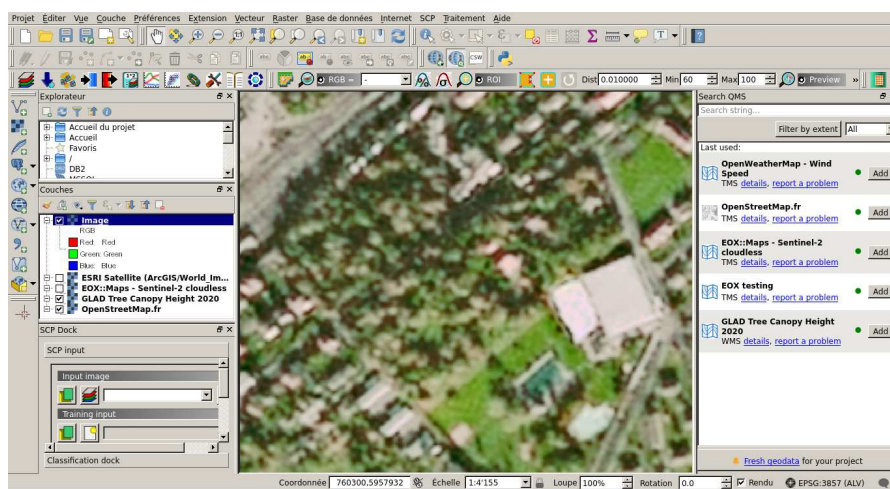 Projet Éditer Vue Couche Préférences Extension Vecteur Raster Base de données Internet SCP Traitement Aide
csw
RGB = - ROI Dist 0.010000 Min 60 Max 100 Preview »
Explorateur
Accueil du projet
Accueil
Favoris
/
DB2
MSSQL
Couches
Image
RGB
Red: Red
Green: Green
Blue: Blue
ESRI Satellite (ArcGIS/World_Im...
EOX::Maps - Sentinel-2 cloudless
GLAD Tree Canopy Height 2020
OpenStreetMap.fr
SCP Dock
SCP input
Input image
Training input
Classification dock
Search QMS
Search string...
Filter by extent All
Last used:
OpenWeatherMap - Wind
Speed
TMS details, report a problem
Add
OpenStreetMap.fr
TMS details, report a problem
Add
EOX::Maps - Sentinel-2
cloudless
TMS details, report a problem
Add
EOX testing
TMS details, report a problem
Add
GLAD Tree Canopy Height
2020
WMS details, report a problem
Add
Fresh geodata for your project
Coordonnée 760300,5957932 Échelle 1:4'155 Loupe 100% Rotation 0.0 Rendu EPSG:3857 (ALV)